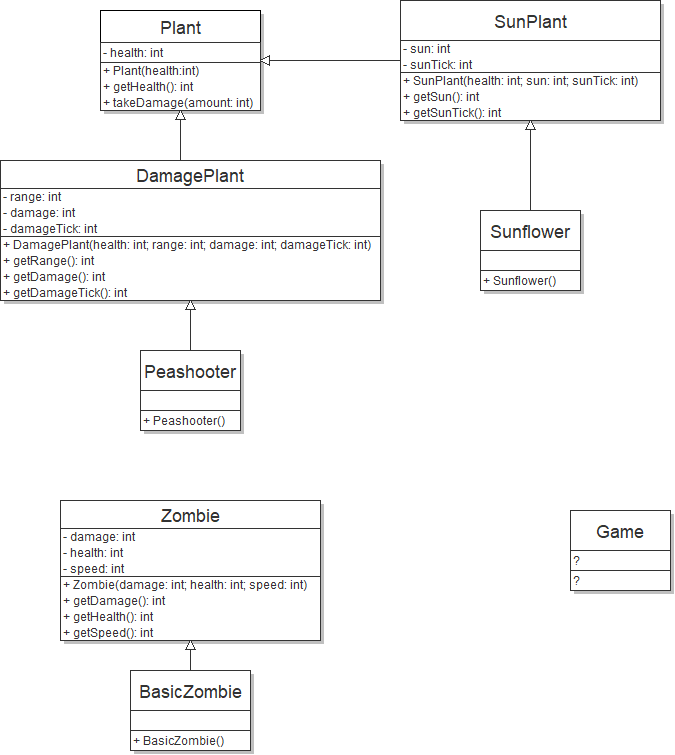 Plant
- health: int
+ Plant(health:int)
+ getHealth(): int
+ takeDamage(amount: int)
SunPlant
- sun: int
- sunTick: int
+ SunPlant(health: int; sun: int; sunTick: int)
+ getSun(): int
+ getSunTick(): int
DamagePlant
- range: int
- damage: int
- damageTick: int
+ DamagePlant(health: int; range: int; damage: int; damageTick: int)
+ getRange(): int
+ getDamage(): int
+ getDamageTick(): int
Sunflower
+ Sunflower()
Peashooter
+ Peashooter()
Zombie
- damage: int
- health: int
- speed: int
+ Zombie(damage: int; health: int; speed: int)
+ getDamage(): int
+ getHealth(): int
+ getSpeed(): int
Game
?
?
BasicZombie
+ BasicZombie()